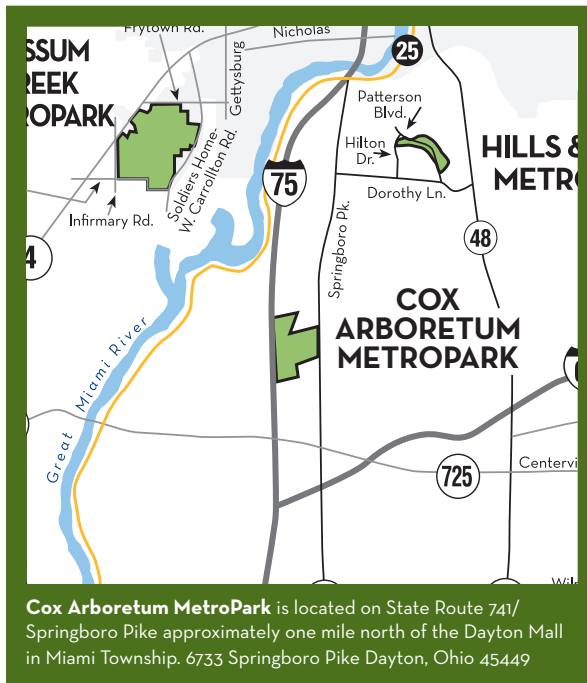 Frytown Rd.
Nicholas
25
SSUM
REEK
ROPARK
Gettysburg
Patterson
Blvd.
Hilton
Dr.
HILLS &
METRO
75
Soldiers Home-
W. Carrollton Rd.
Dorothy Ln.
Infirmary Rd.
48
4
Springboro Pk.
COX
ARBORETUM
METROPARK
Great Miami River
725
Centervi
Wil
Cox Arboretum MetroPark is located on State Route 741/
Springboro Pike approximately one mile north of the Dayton Mall
in Miami Township. 6733 Springboro Pike Dayton, Ohio 45449